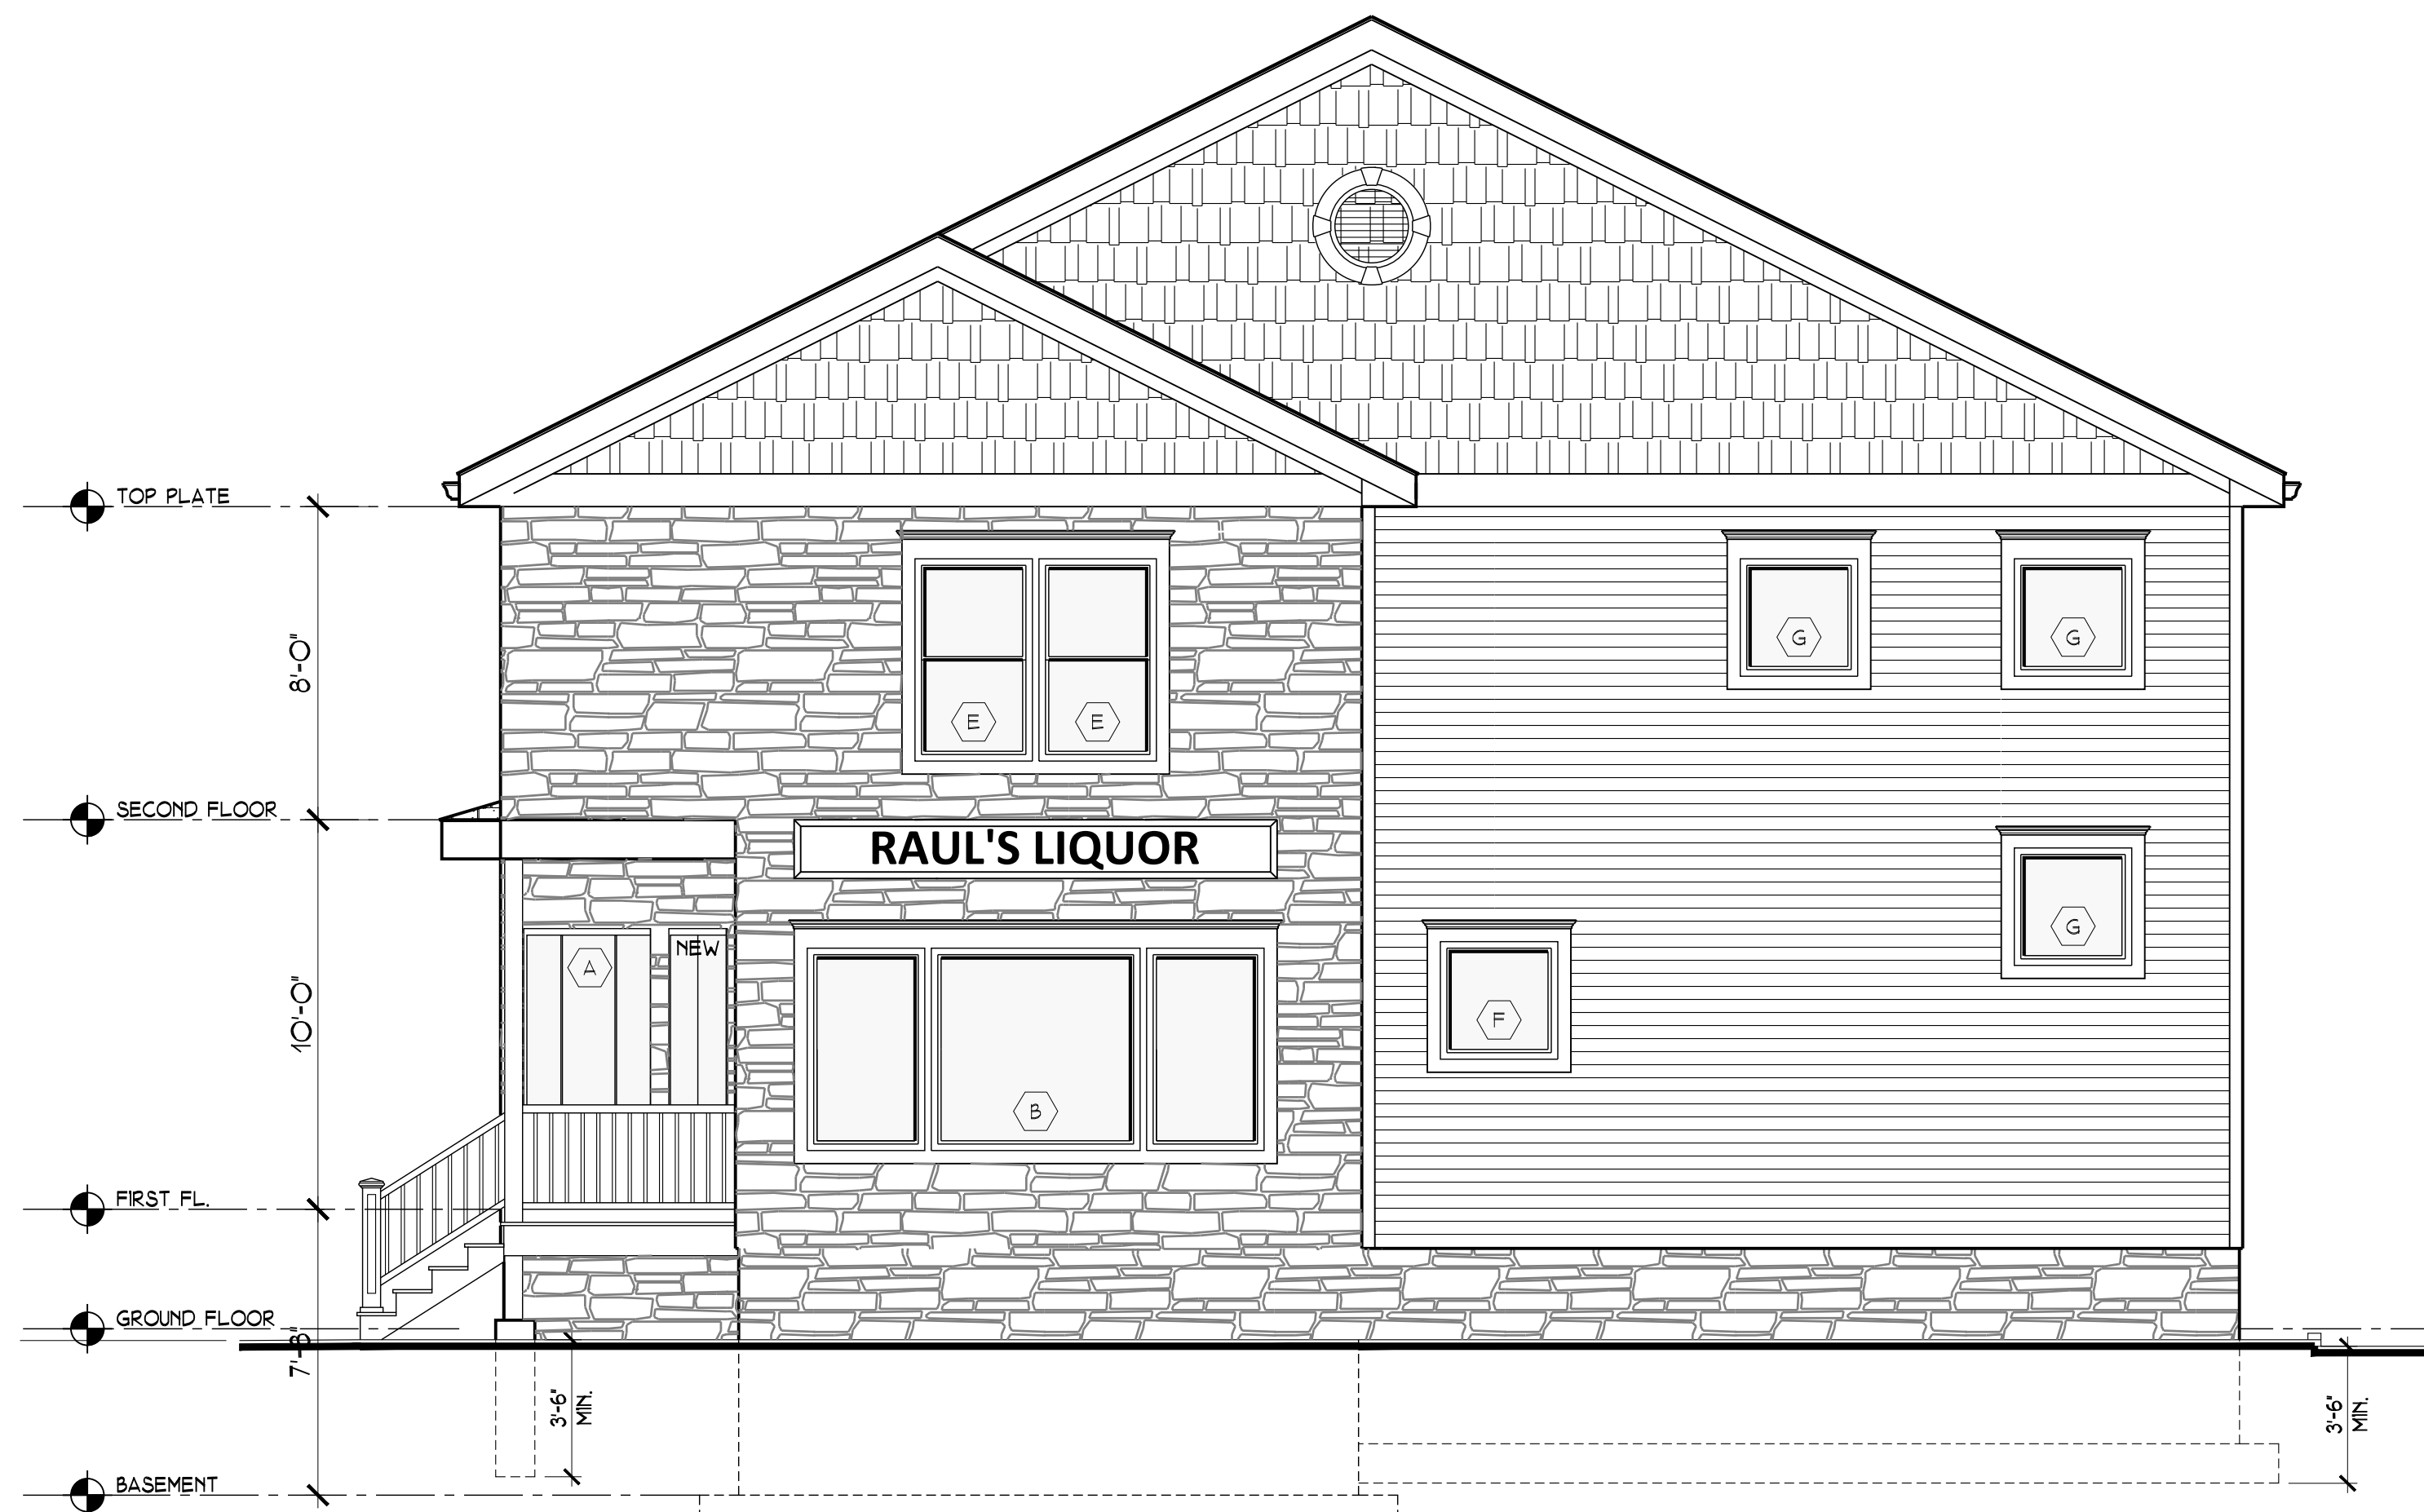 TOP PLATE
8'-0"
E
E
G
G
SECOND FLOOR
RAUL'S LIQUOR
G
NEW
A
10'-0"
F
B
FIRST FL.
GROUND FLOOR
7'-8"
3'-6"
MIN.
3'-6"
MIN.
BASEMENT